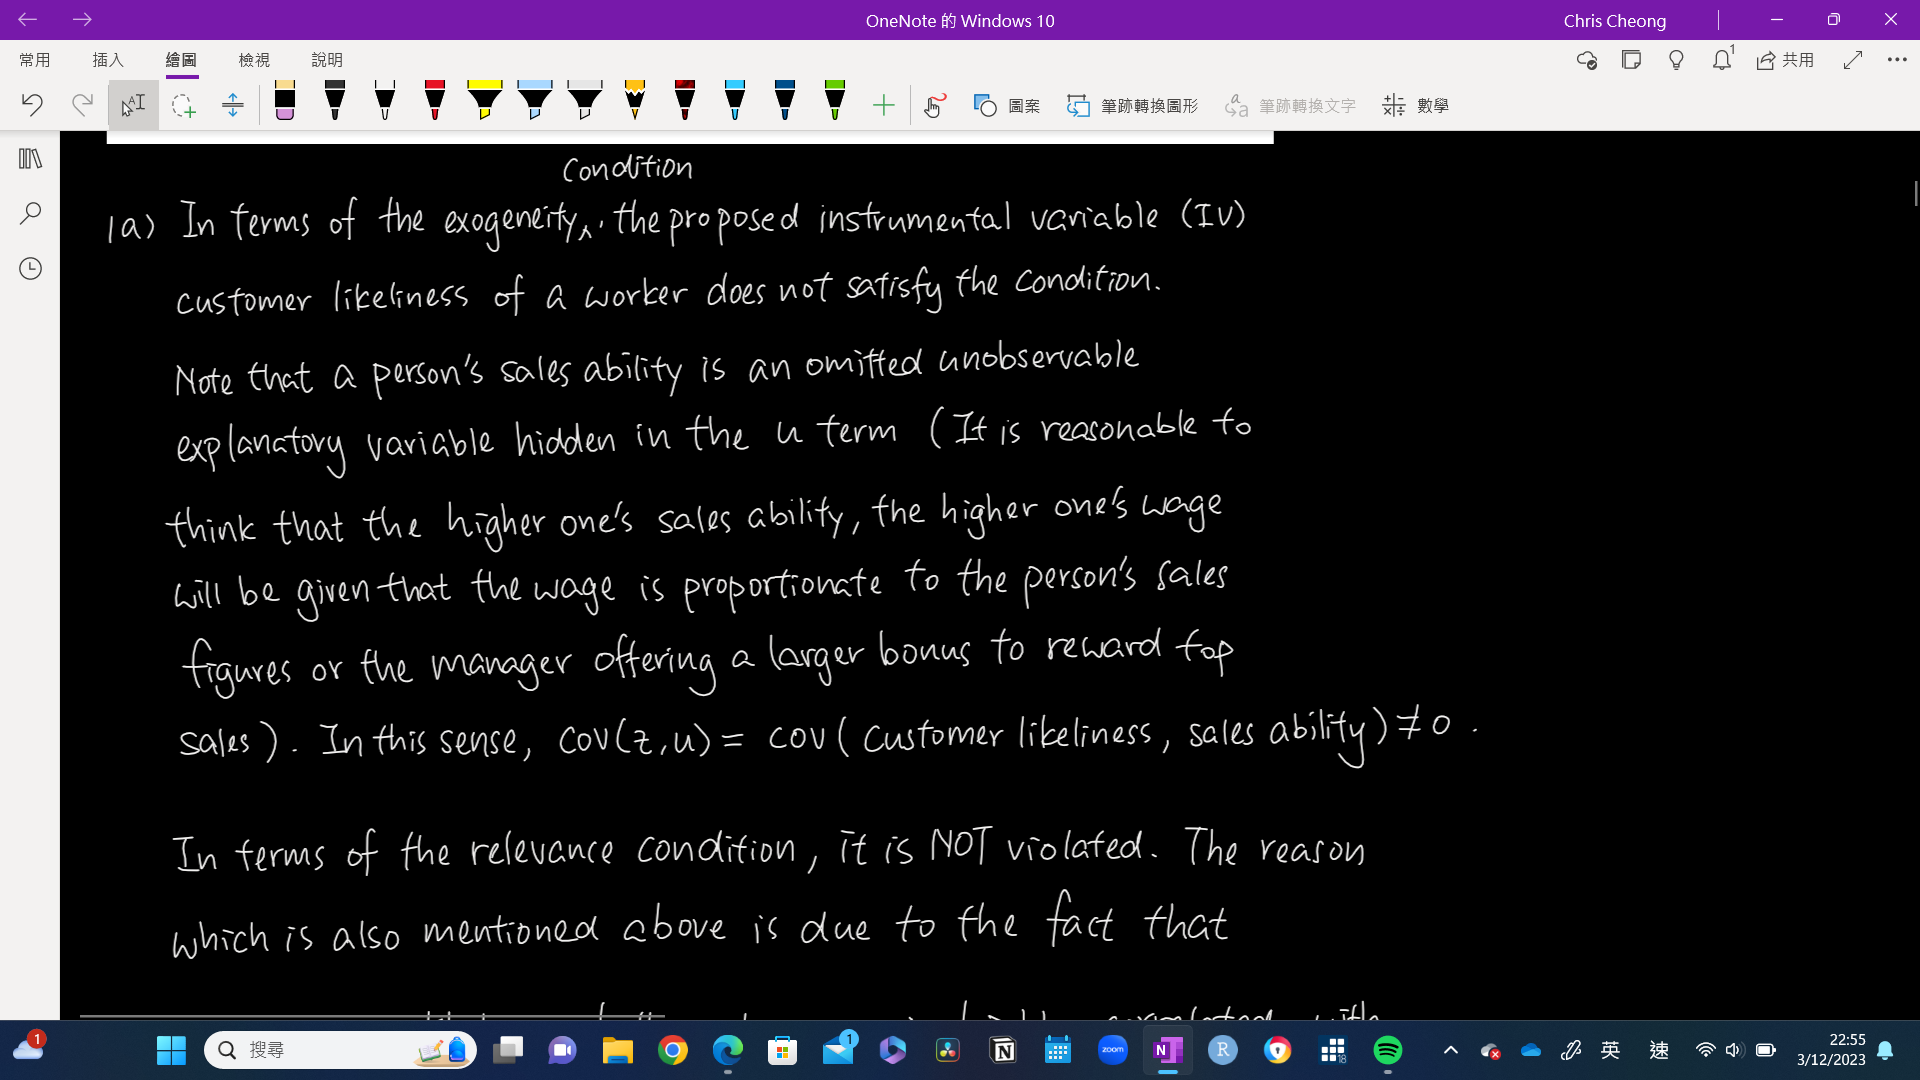 OneNote 的 Windows 10
Chris Cheong
常用 插入 繪圖 檢視 說明
1
共用
圖案 筆跡轉換圖形 筆跡轉換文字 數學
Condition
1a) In terms of the exogeneity, the proposed instrumental variable (IV)
customer likeliness of a worker does not satisfy the condition.
Note that a person's sales ability is an omitted unobservable
explanatory variable hidden in the u term (It is reasonable to
think that the higher one's sales ability, the higher one's wage
will be given that the wage is proportionate to the person's sales
figures or the manager offering a larger bonus to reward top
sales). In this sense, cov(z,u) = cov(customer likeliness, sales ability) ≠ 0.
In terms of the relevance condition, it is NOT violated. The reason
which is also mentioned above is due to the fact that
correlated with
1
搜尋
1
zoom
N
R
18
英 速
22:55
3/12/2023